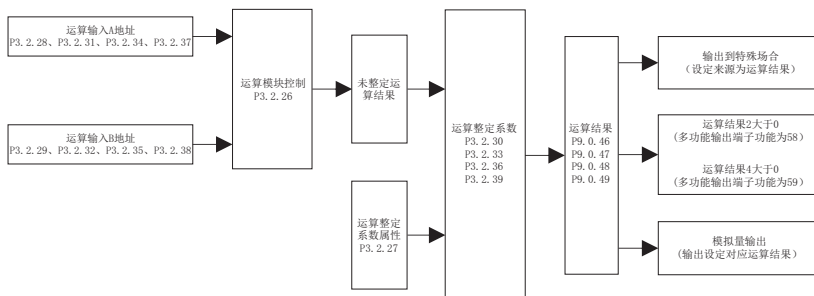 运算输入A地址
P3.2.28、P3.2.31、P3.2.34、P3.2.37
运算输入B地址
P3.2.29、P3.2.32、P3.2.35、P3.2.38
运算模块控制
P3.2.26
未整定运
算结果
运算整定
系数属性
P3.2.27
运算整定系数
P3.2.30
P3.2.33
P3.2.36
P3.2.39
运算结果
P9.0.46
P9.0.47
P9.0.48
P9.0.49
输出到特殊场合
(设定来源为运算结果)
运算结果2大于0
(多功能输出端子功能为58)
运算结果4大于0
(多功能输出端子功能为59)
模拟量输出
(输出设定对应运算结果)